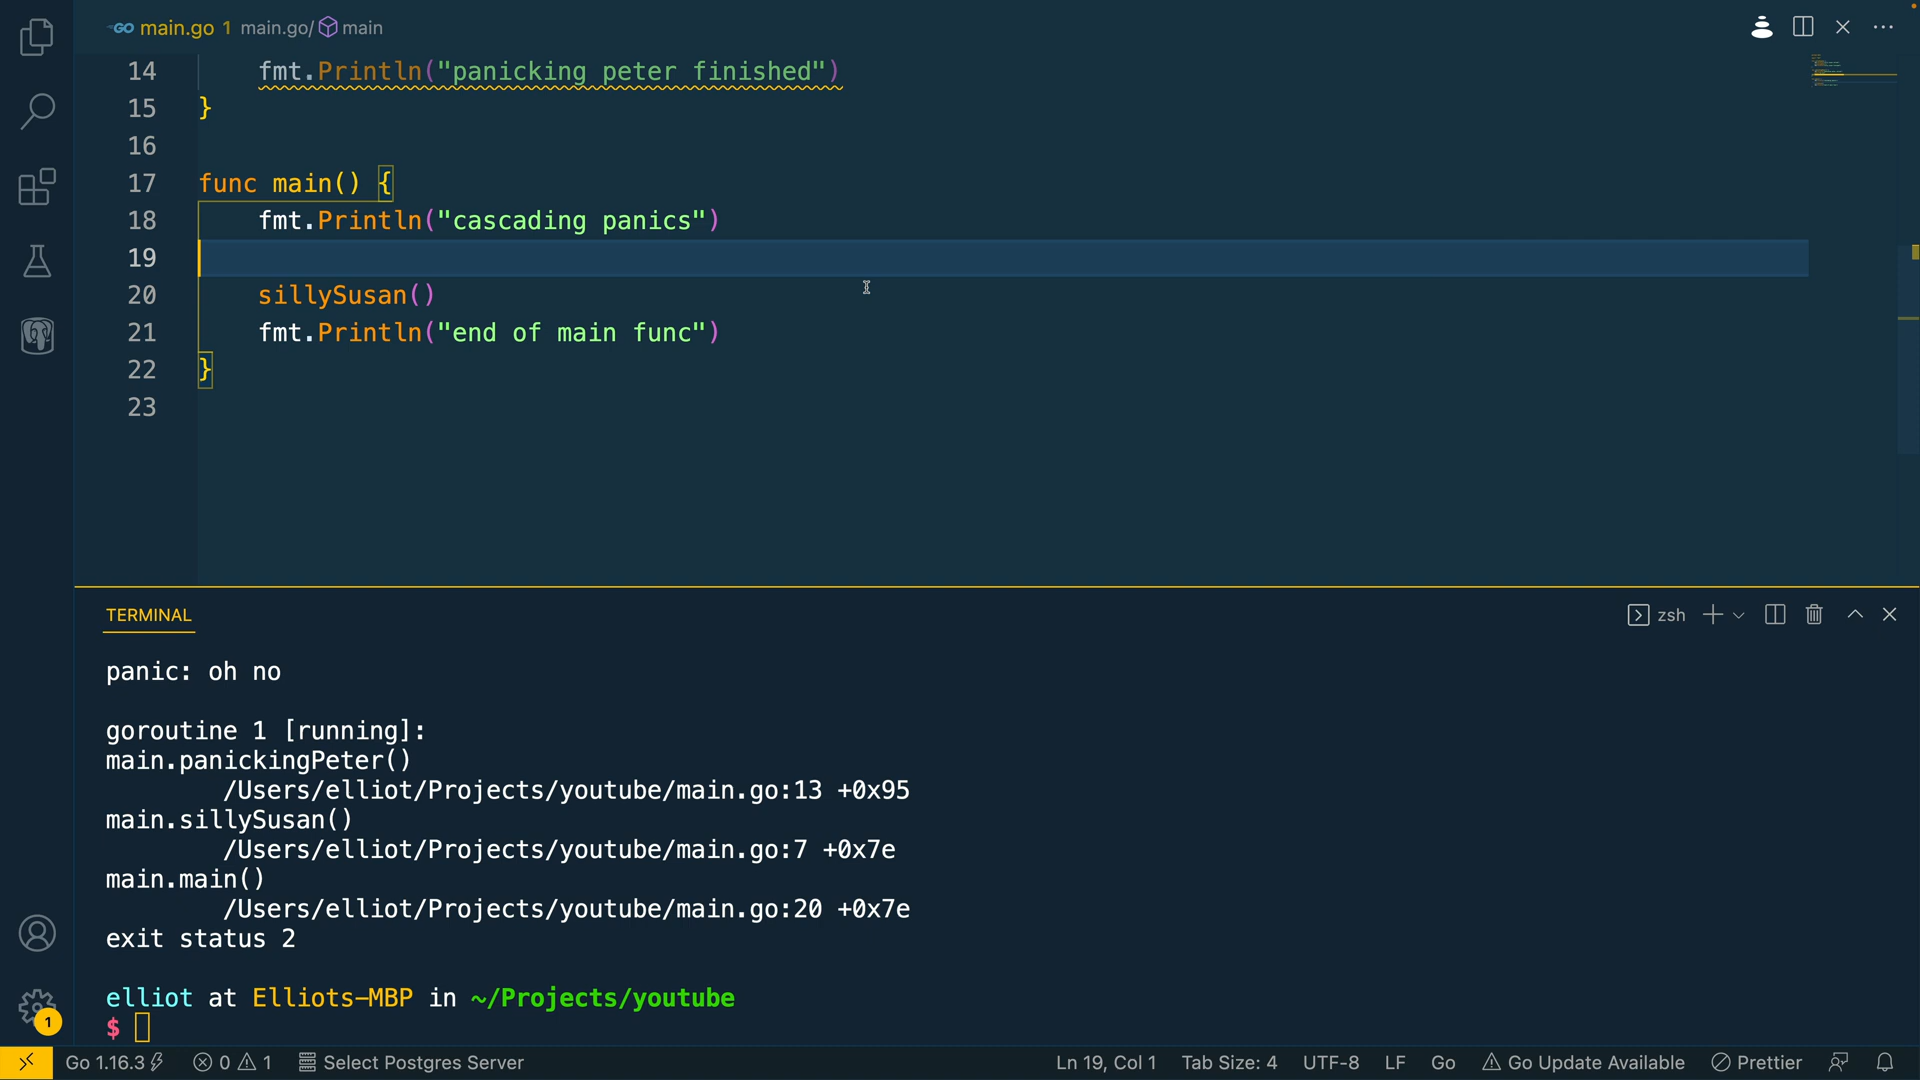 GO main.go 1 main.go/ main
14 fmt.Println("panicking peter finished")
15 }
16
17 func main() {
18 fmt.Println("cascading panics")
19
20 sillySusan()
21 fmt.Println("end of main func")
22 }
23
TERMINAL
zsh
panic: oh no
goroutine 1 [running]:
main.panickingPeter()
/Users/elliot/Projects/youtube/main.go:13 +0x95
main.sillySusan()
/Users/elliot/Projects/youtube/main.go:7 +0x7e
main.main()
/Users/elliot/Projects/youtube/main.go:20 +0x7e
exit status 2
elliot at Elliots-MBP in ~/Projects/youtube
$
1
Go 1.16.3 0 1 Select Postgres Server Ln 19, Col 1 Tab Size: 4 UTF-8 LF Go Go Update Available Prettier